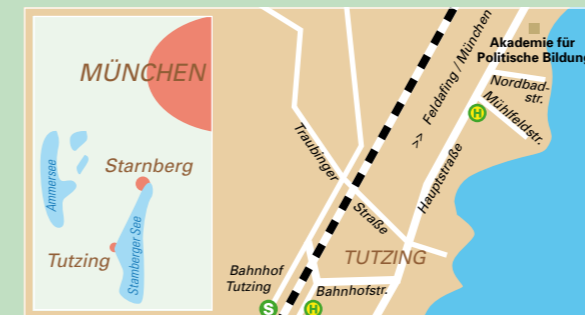 MÜNCHEN
Ammersee
Starnberg
Starnberger See
Tutzing
Akademie für
Politische Bildung
Nordbad-
str.
Mühlfeldstr.
>> Feldafing / München
H
Hauptstraße
Traubinger
Straße
TUTZING
Bahnhof
Tutzing
S
H
Bahnhofstr.